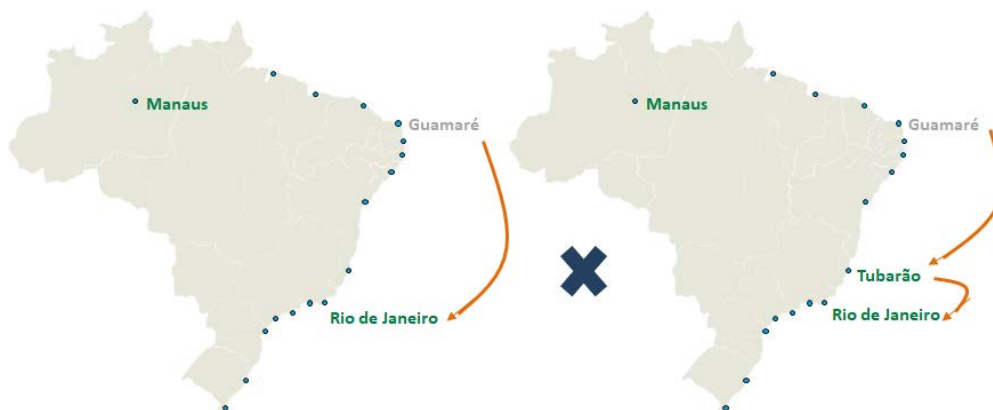 Manaus
Guamaré
Rio de Janeiro
Manaus
Guamaré
Tubarão
Rio de Janeiro